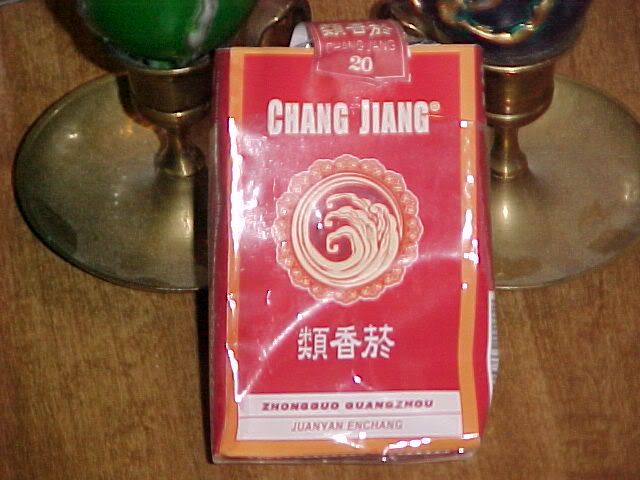 類香菸
CHANG JIANG
20
CHANG JIANG®
類香菸
ZHONGGUO GUANGZHOU
JUANYAN ENCHANG